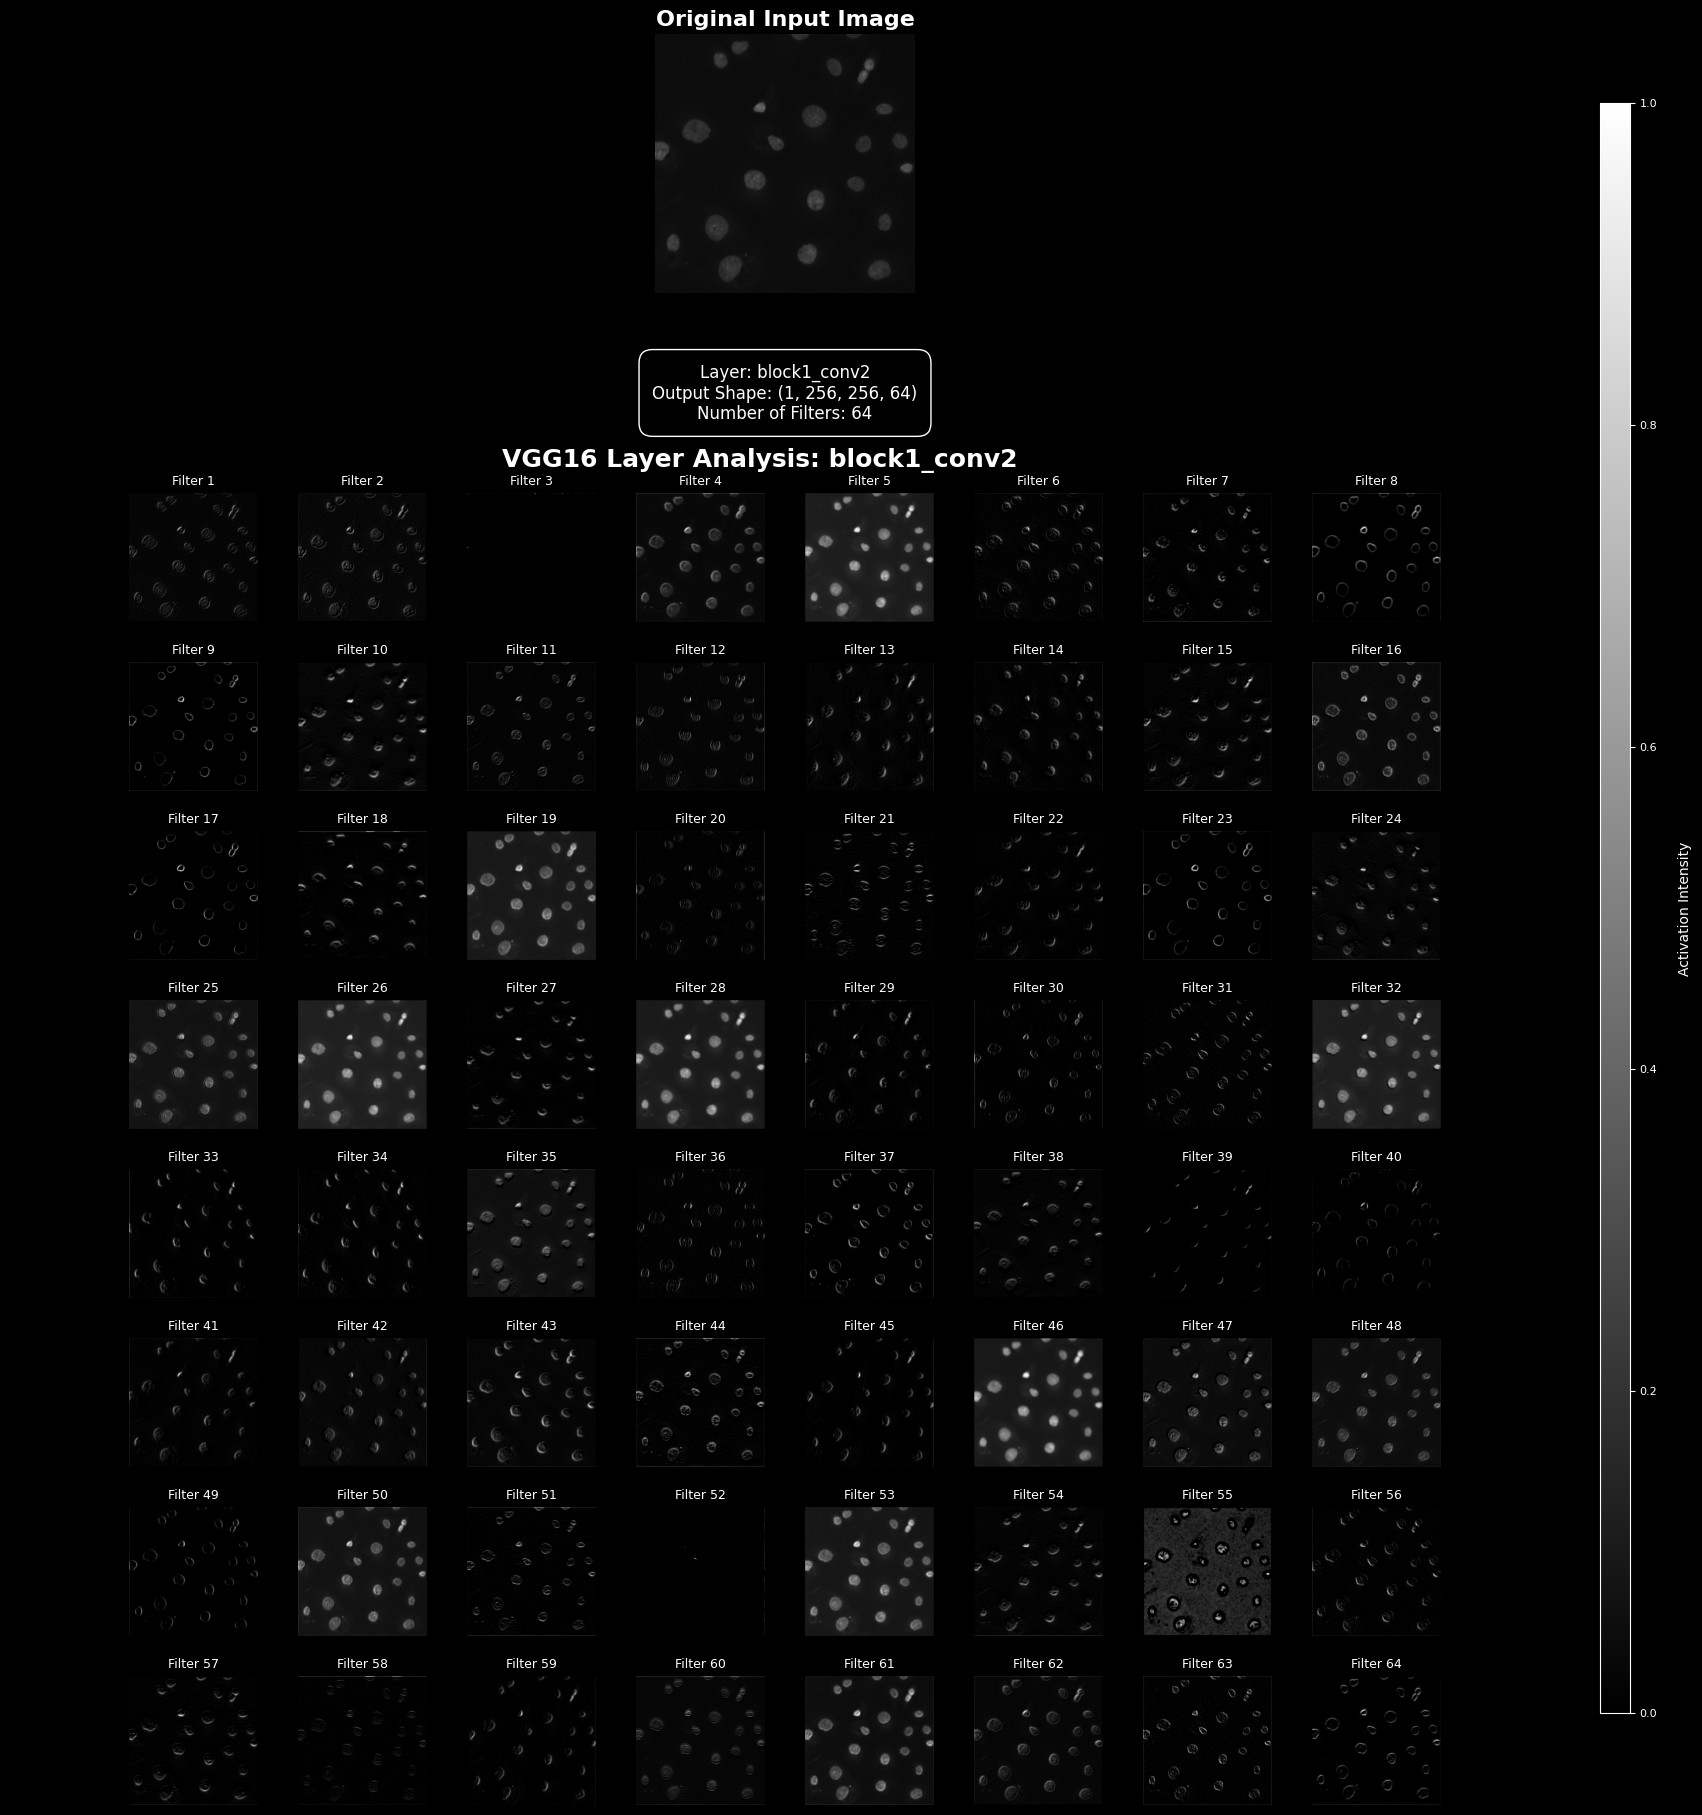 Original Input Image
Layer: block1_conv2
Output Shape: (1, 256, 256, 64)
Number of Filters: 64
VGG16 Layer Analysis: block1_conv2
Filter 1 Filter 2 Filter 3 Filter 4 Filter 5 Filter 6 Filter 7 Filter 8
Filter 9 Filter 10 Filter 11 Filter 12 Filter 13 Filter 14 Filter 15 Filter 16
Filter 17 Filter 18 Filter 19 Filter 20 Filter 21 Filter 22 Filter 23 Filter 24
Filter 25 Filter 26 Filter 27 Filter 28 Filter 29 Filter 30 Filter 31 Filter 32
Filter 33 Filter 34 Filter 35 Filter 36 Filter 37 Filter 38 Filter 39 Filter 40
Filter 41 Filter 42 Filter 43 Filter 44 Filter 45 Filter 46 Filter 47 Filter 48
Filter 49 Filter 50 Filter 51 Filter 52 Filter 53 Filter 54 Filter 55 Filter 56
Filter 57 Filter 58 Filter 59 Filter 60 Filter 61 Filter 62 Filter 63 Filter 64
1.0
0.8
0.6
0.4
0.2
0.0
Activation Intensity